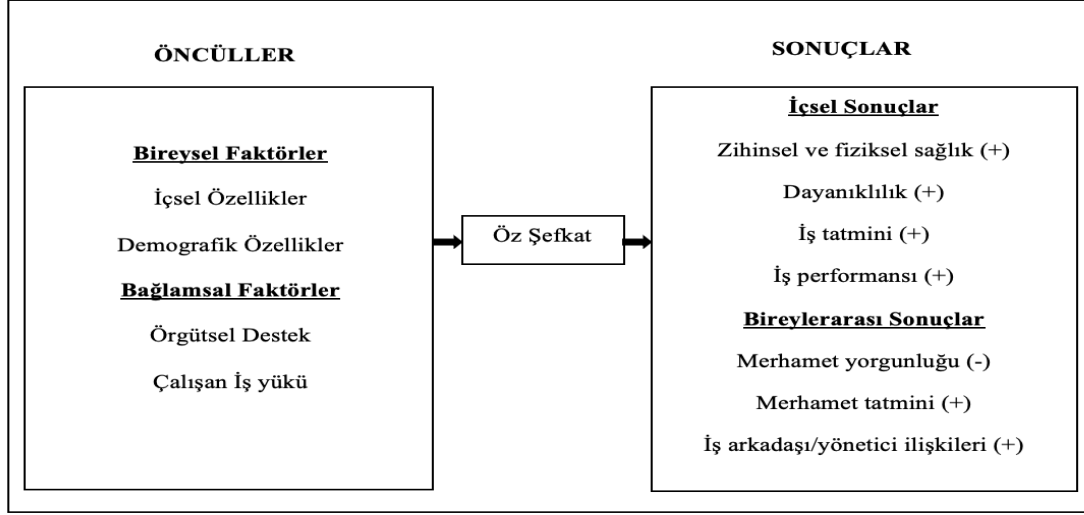 ÖNCÜLLER
Bireysel Faktörler
İçsel Özellikler
Demografik Özellikler
Bağlamsal Faktörler
Örgütsel Destek
Çalışan İş yükü
Öz Şefkat
SONUÇLAR
İçsel Sonuçlar
Zihinsel ve fiziksel sağlık (+)
Dayanıklılık (+)
İş tatmini (+)
İş performansı (+)
Bireylerarası Sonuçlar
Merhamet yorgunluğu (-)
Merhamet tatmini (+)
İş arkadaşı/yönetici ilişkileri (+)